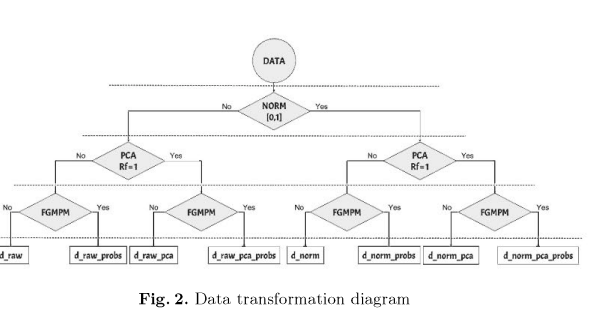 DATA
No
NORM
[0,1]
Yes
No
PCA
Rf=1
Yes
No
PCA
Rf=1
Yes
No
FGMPM
Yes
No
FGMPM
Yes
No
FGMPM
Yes
No
FGMPM
Yes
d_raw
d_raw_probs
d_raw_pca
d_raw_pca_probs
d_norm
d_norm_probs
d_norm_pca
d_norm_pca_probs
Fig. 2. Data transformation diagram